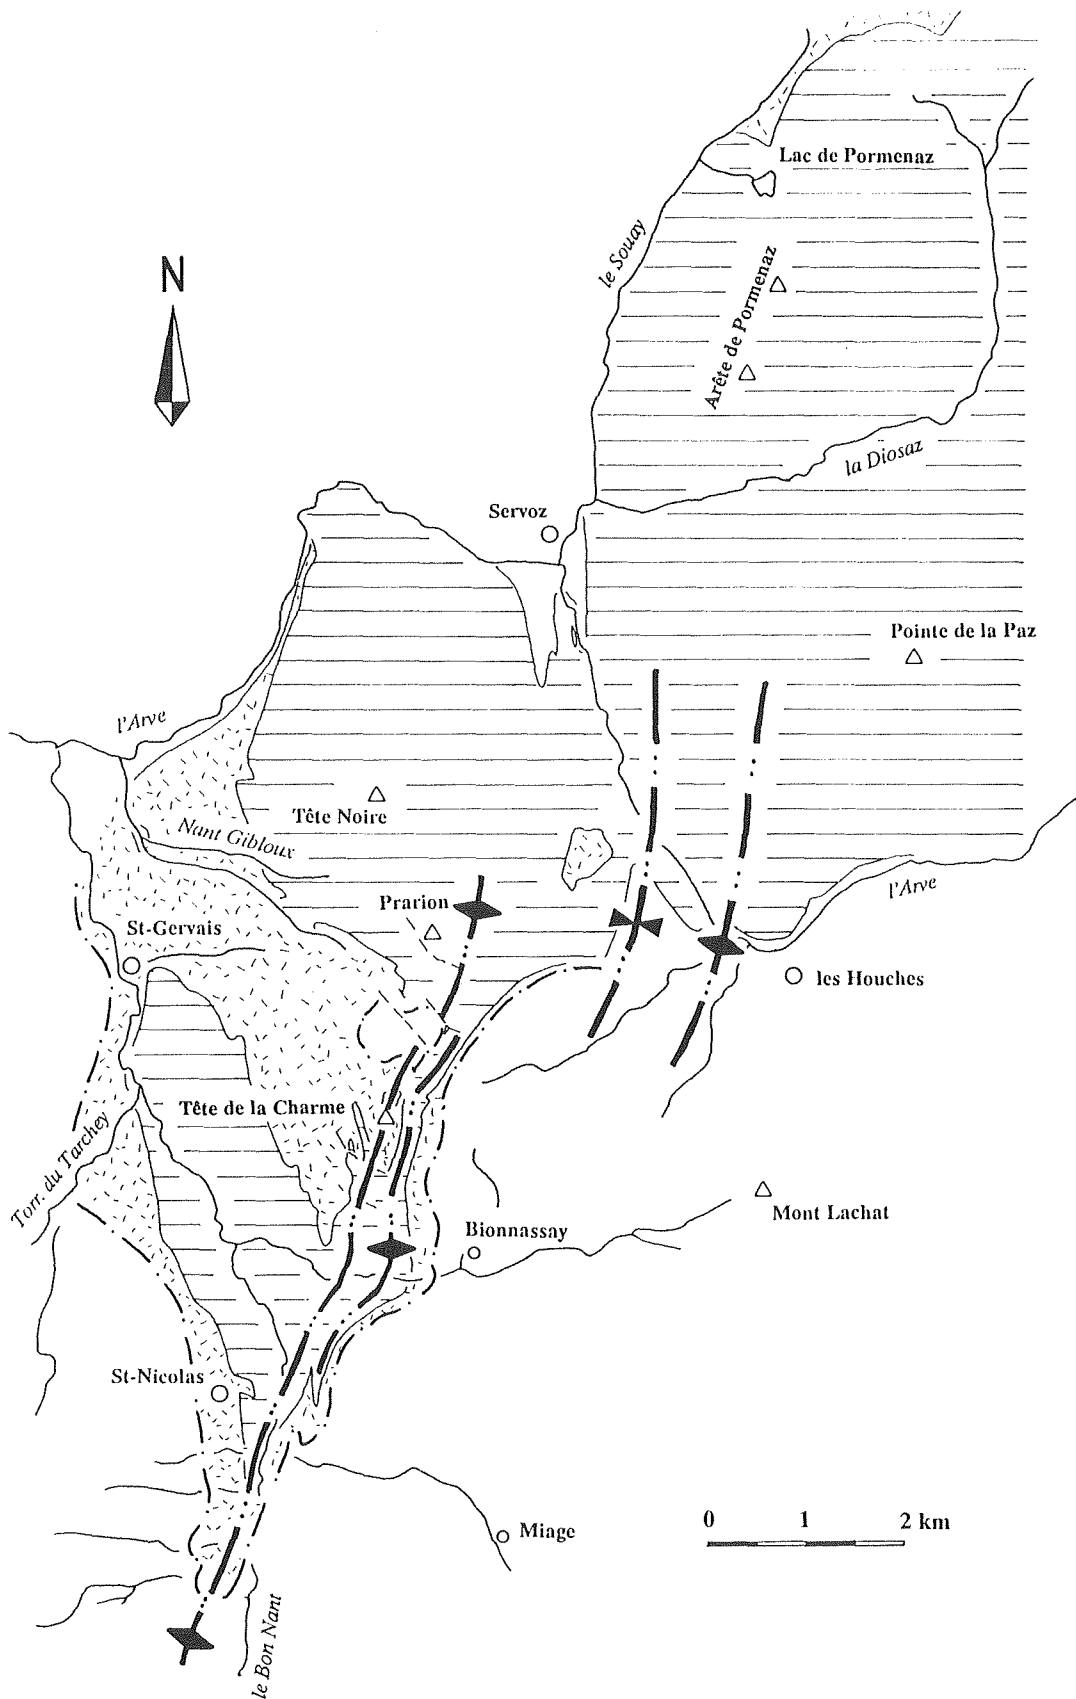 Lac de Pormenaz
le Souay
N
Arête de Pormenaz
la Diosaz
Servoz
Pointe de la Paz
l'Arve
Tête Noire
Nant Gibloux
l'Arve
Prarion
St-Gervais
les Houches
Tête de la Charme
Torr. du Tarchey
Mont Lachat
Bionnassay
St-Nicolas
0 1 2 km
Miage
le Bon Nant